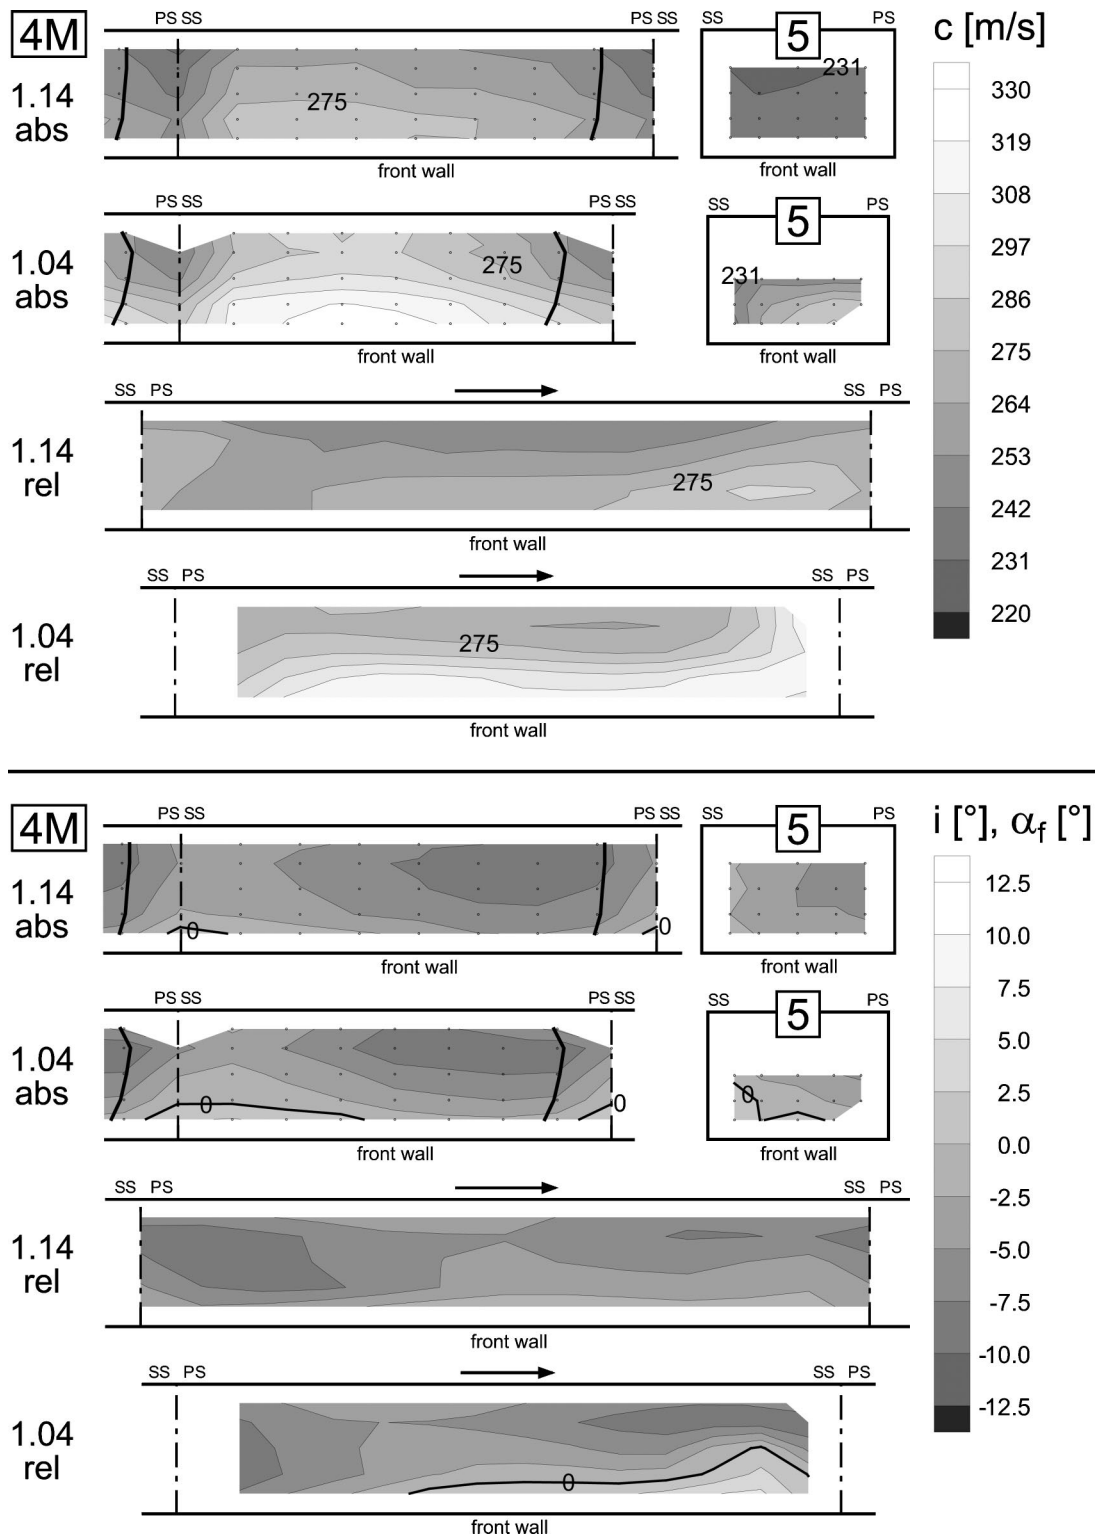 4M
PS SS
PS SS
SS
5
PS
c [m/s]
1.14
abs
275
231
front wall
front wall
PS SS
PS SS
SS
5
PS
1.04
abs
275
231
front wall
front wall
SS PS
SS PS
1.14
rel
275
front wall
SS PS
SS PS
1.04
rel
275
front wall
330
319
308
297
286
275
264
253
242
231
220
4M
PS SS
PS SS
SS
5
PS
i [°], αf [°]
1.14
abs
0
0
front wall
front wall
PS SS
PS SS
SS
5
PS
1.04
abs
0
0
0
front wall
front wall
SS PS
SS PS
1.14
rel
front wall
SS PS
SS PS
1.04
rel
0
front wall
12.5
10.0
7.5
5.0
2.5
0.0
-2.5
-5.0
-7.5
-10.0
-12.5